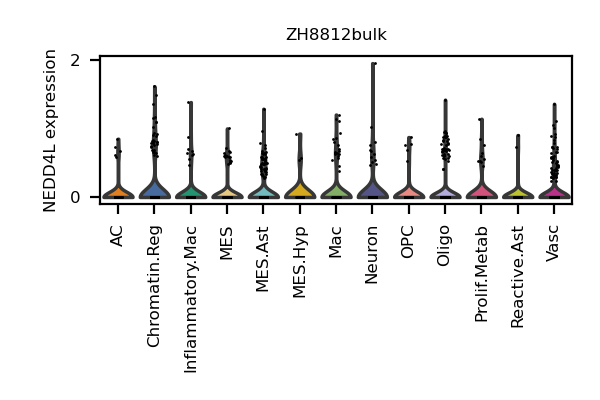 ZH8812bulk
NEDD4L expression
2
0
AC
Chromatin.Reg
Inflammatory.Mac
MES
MES.Ast
MES.Hyp
Mac
Neuron
OPC
Oligo
Prolif.Metab
Reactive.Ast
Vasc